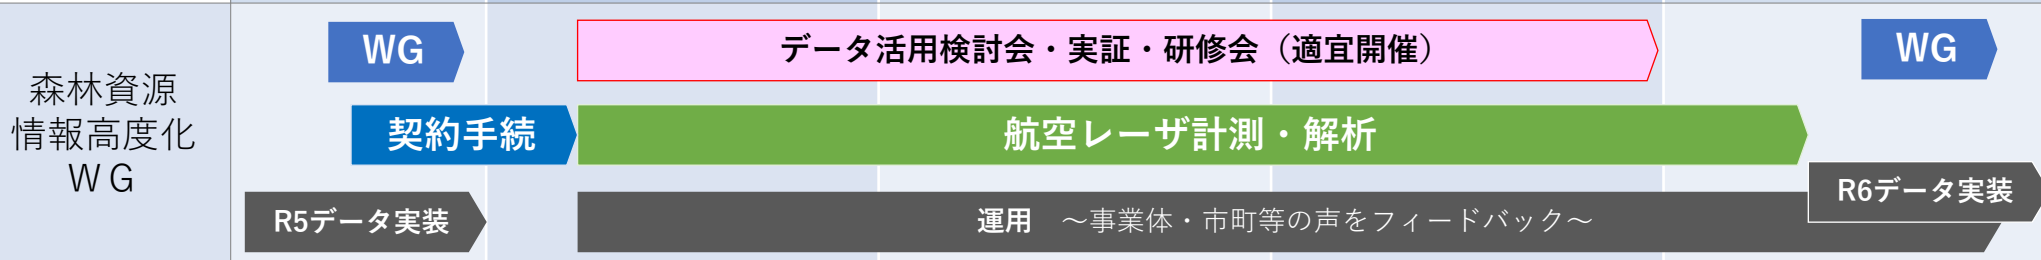 森林資源
情報高度化
ＷＧ
WG
データ活用検討会・実証・研修会（適宜開催）
WG
契約手続
航空レーザ計測・解析
R5データ実装
運用　～事業体・市町等の声をフィードバック～
R6データ実装